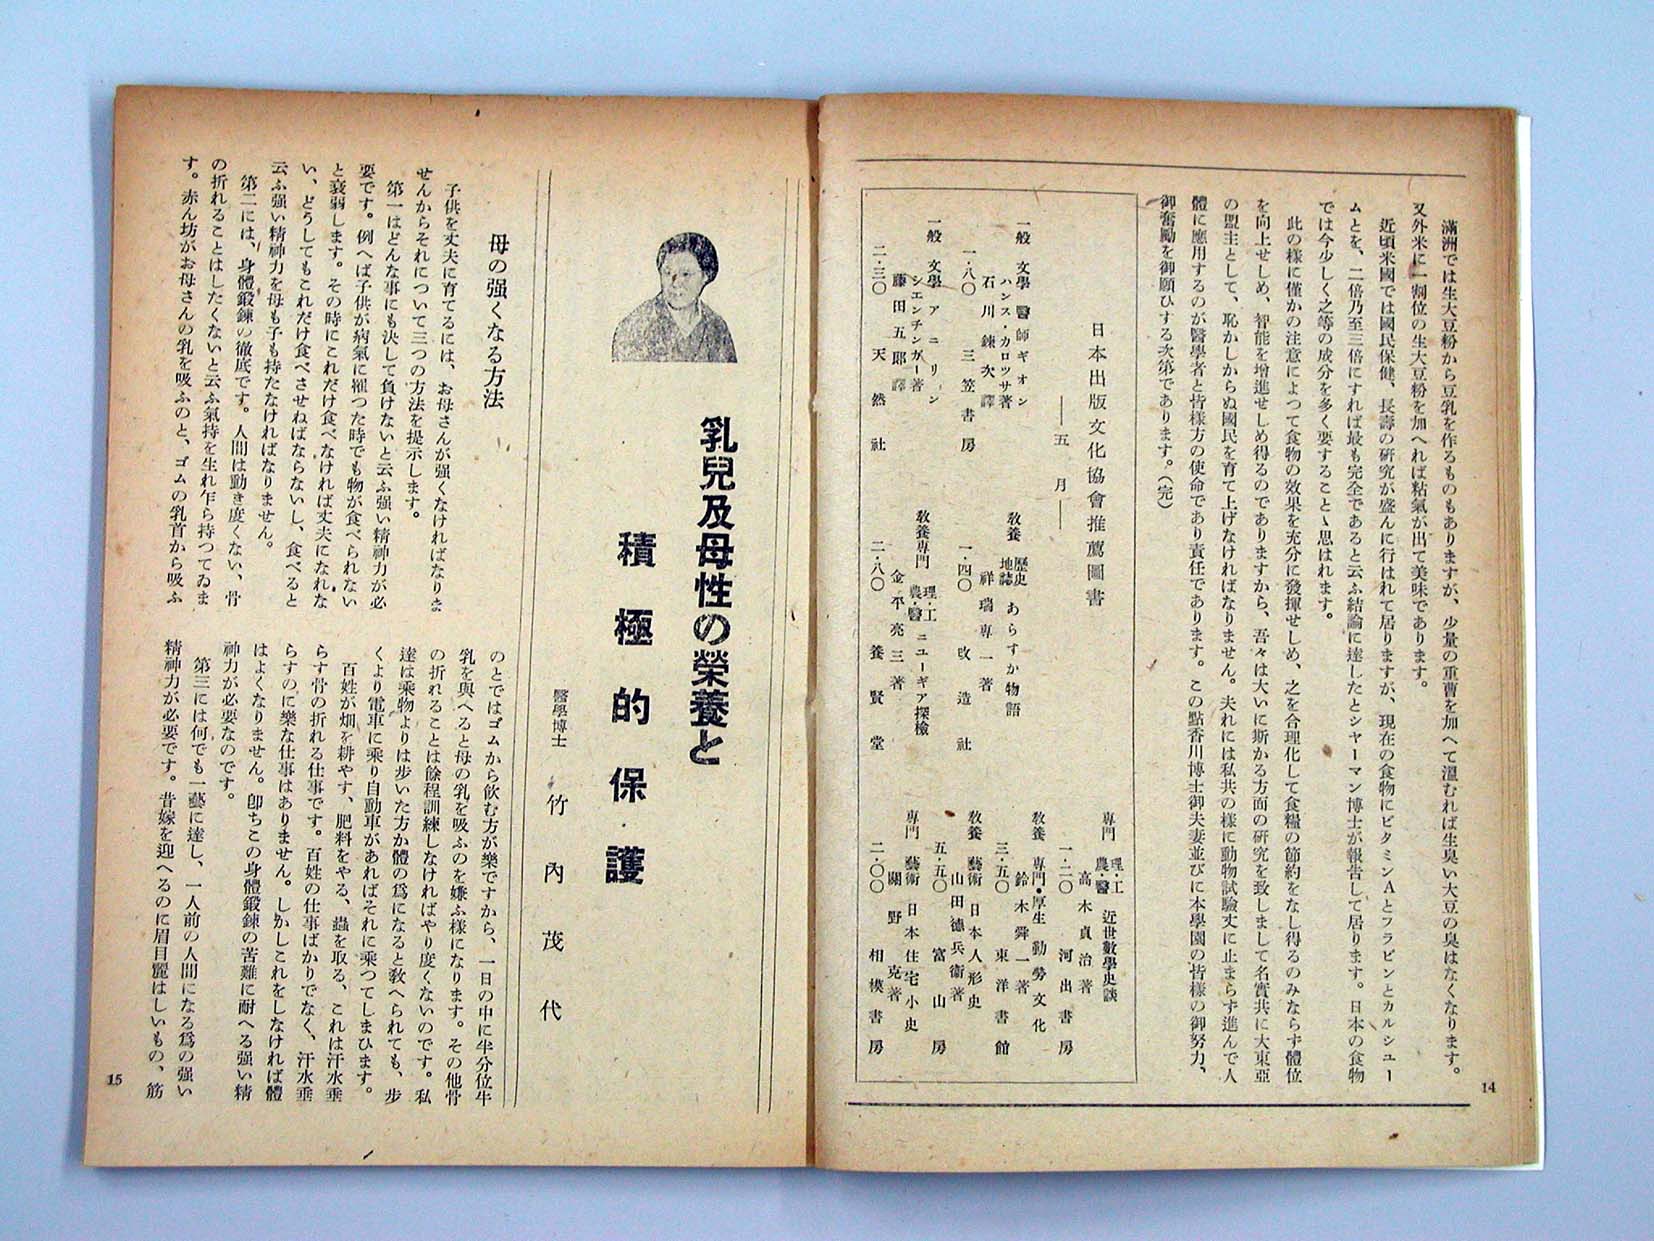 滿洲では生大豆粉から豆乳を作るものもありますが、少量の重曹を加へて溫むれば生臭い大豆の臭はなくなります。
又外米に一割位の生大豆粉を加へれば粘氣が出て美味であります。
近頃米國では國民保健、長壽の硏究が盛んに行はれて居りますが、現在の食物にビタミンAとフラビンとカルシユー
ムとを、二倍乃至三倍にすれば最も完全であると云ふ結論に達したとシヤーマン博士が報告して居ります。日本の食物
では今少しく之等の成分を多く要することゝ思はれます。
此の樣に僅かの注意によつて食物の效果を充分に發揮せしめ、之を合理化して食糧の節約をなし得るのみならず體位
を向上せしめ、智能を增進せしめ得るのでありますから、吾々は大いに斯かる方面の硏究を致しまして名實共に大東亞
の盟主として、恥かしからぬ國民を育て上げなければなりません。夫れには私共の樣に動物試驗丈に止まらず進んで人
體に應用するのが醫學者と皆樣方の使命であり責任であります。この點香川博士御夫妻並びに本學園の皆樣の御努力、
御奮勵を御願ひする次第であります。(完)
日本出版文化協會推薦圖書
——五月——
一般 文學 醫師ギオン
ハンス・カロツサ著
石川鍊次譯
一・八〇 三笠書房
一般 文學 アニリン
シエンチンガー著
藤田五郎譯
二・三〇 天然社
敎養 歷史地誌 あらすか物語
祥瑞專一著
一・四〇 改造社
敎養專門 理・工農・醫 ニユーギア探檢
金平亮三著
二・八〇 養賢堂
專門 理・工農・醫 近世數學史談
高木貞治著
一・二〇 河出書房
敎養 專門・厚生 勤勞文化
鈴木舜一著
三・五〇 東洋書館
敎養 藝術 日本人形史
山田德兵衞著
五・五〇 富山房
專門 藝術 日本住宅小史
關野克著
二・〇〇 相模書房
14
乳兒及母性の榮養と
積極的保護
醫學博士 竹內茂代
母の强くなる方法
子供を丈夫に育てるには、お母さんが强くなければなりま
せんからそれについて三つの方法を提示します。
第一はどんな事にも決して負けないと云ふ强い精神力が必
要です。例へば子供が病氣に罹つた時でも物が食べられない
と衰弱します。その時にこれだけ食べなければ丈夫になれな
い、どうしてもこれだけ食べさせねばならないし、食べると
云ふ强い精神力を母も子も持たなければなりません。
第二には、身體鍛鍊の徹底です。人間は動き度くない、骨
の折れることはしたくないと云ふ氣持を生れ乍ら持つてゐま
す。赤ん坊がお母さんの乳を吸ふのと、ゴムの乳首から吸ふ
のとではゴムから飮む方が樂ですから、一日の中に半分位牛
乳を與へると母の乳を吸ふのを嫌ふ樣になります。その他骨
の折れることは餘程訓練しなければやり度くないのです。私
達は乘物よりは步いた方か體の爲になると敎へられても、步
くより電車に乘り自動車があればそれに乘つてしまひます。
百姓が畑を耕やす、肥料をやる、蟲を取る、これは汗水垂
らす骨の折れる仕事です。百姓の仕事ばかりでなく、汗水垂
らすのに樂な仕事はありません。しかしこれをしなければ體
はよくなりません。卽ちこの身體鍛鍊の苦難に耐へる强い精
神力が必要なのです。
第三には何でも一藝に達し、一人前の人間になる爲の强い
精神力が必要です。昔嫁を迎へるのに眉目麗はしいもの、筋
15